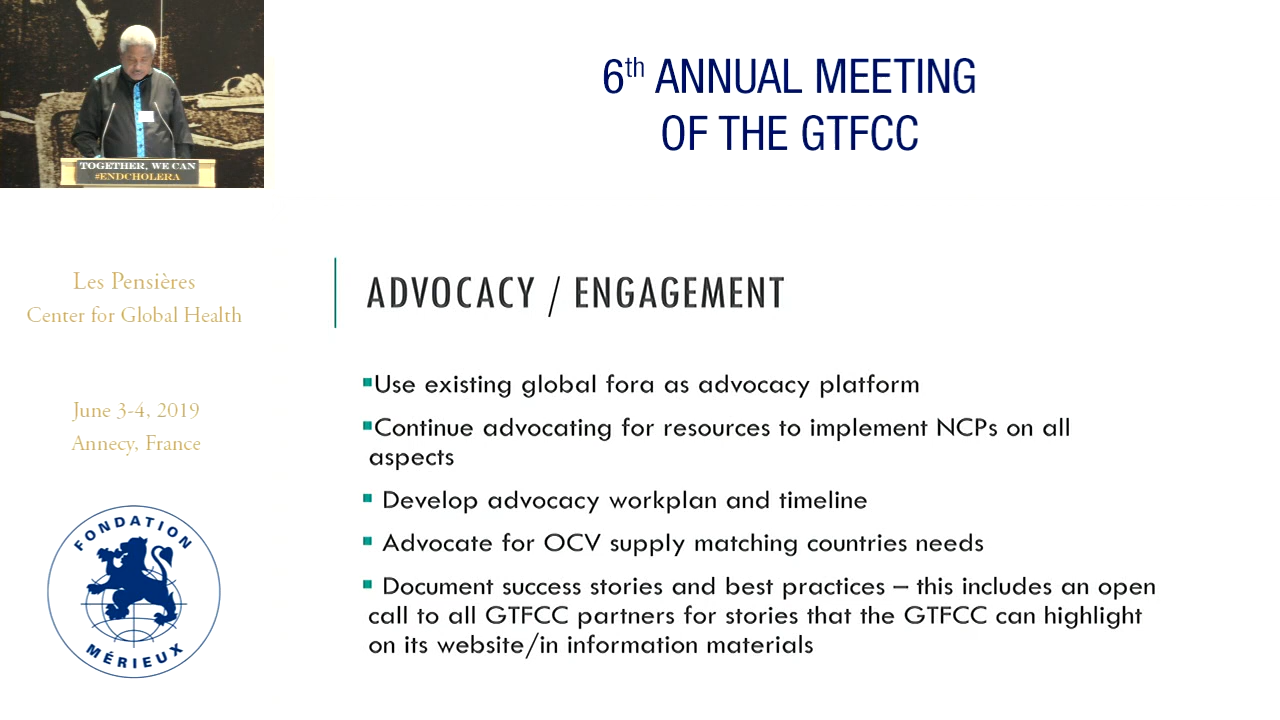 TOGETHER, WE CAN
#ENDCHOLERA
6th ANNUAL MEETING
OF THE GTFCC
Les Pensières
Center for Global Health
June 3-4, 2019
Annecy, France
FONDATION
MÉRIEUX
ADVOCACY / ENGAGEMENT
▪Use existing global fora as advocacy platform
▪Continue advocating for resources to implement NCPs on all
aspects
▪ Develop advocacy workplan and timeline
▪ Advocate for OCV supply matching countries needs
▪ Document success stories and best practices – this includes an open
call to all GTFCC partners for stories that the GTFCC can highlight
on its website/in information materials